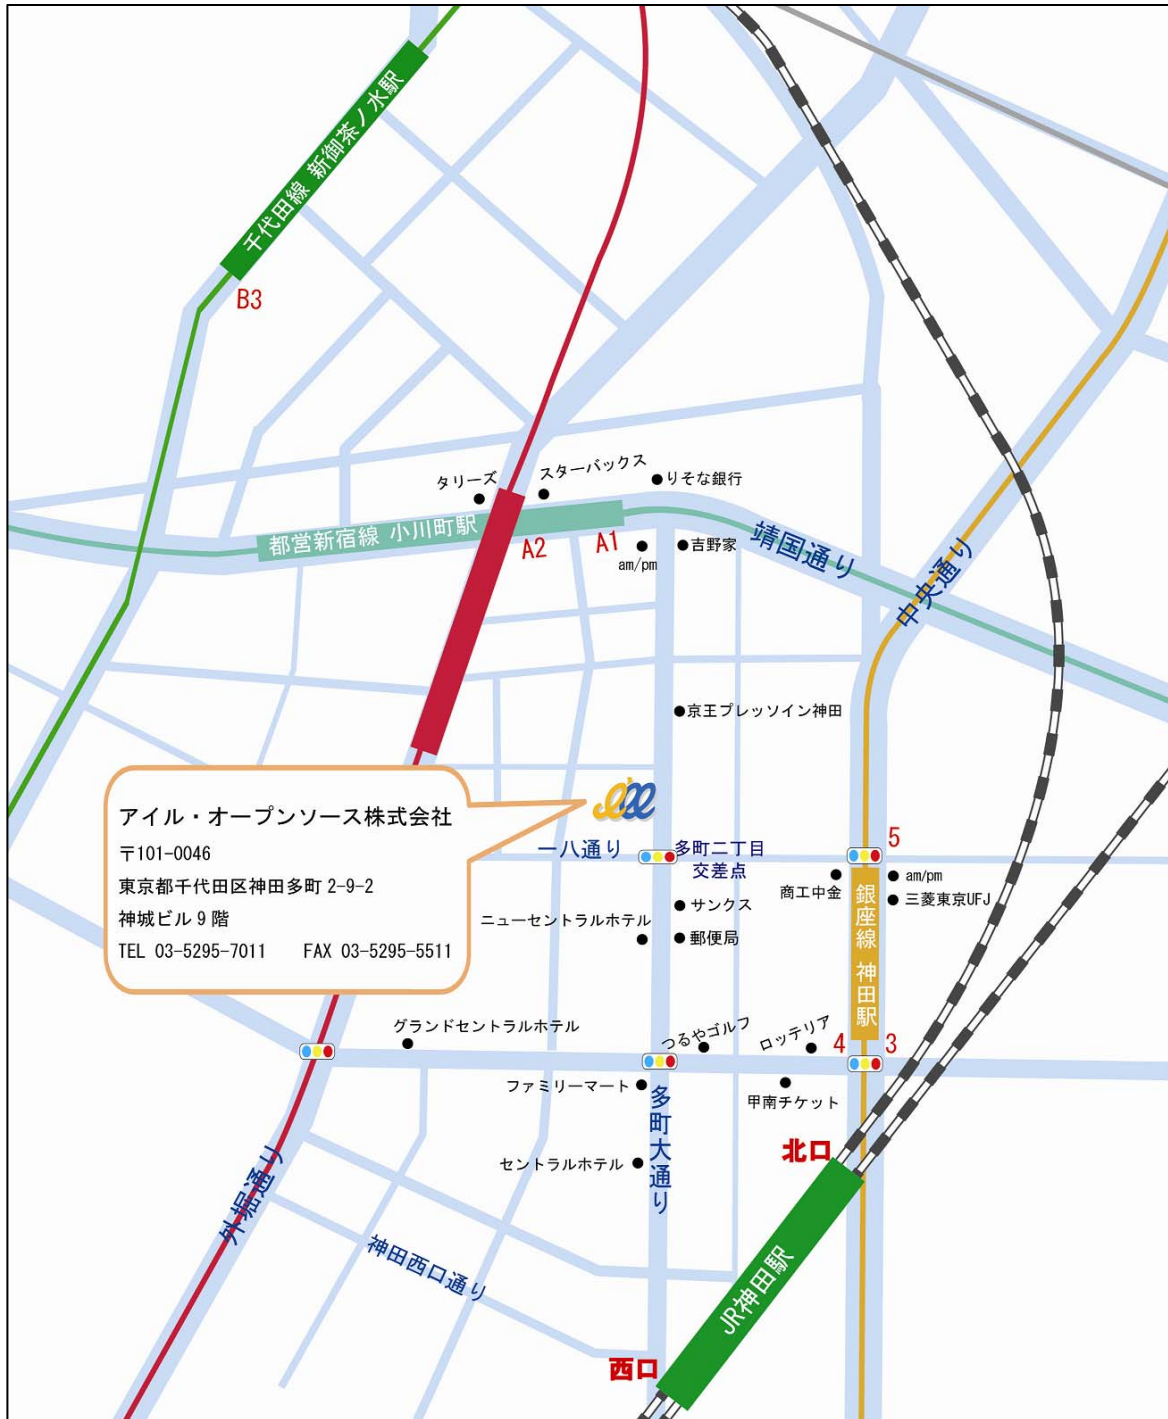 千代田線 新御茶ノ水駅
B3
タリーズ
スターバックス
りそな銀行
都営新宿線 小川町駅
A2
A1
am/pm
吉野家
靖国通り
中央通り
京王プレッソイン神田
アイル・オープンソース株式会社
〒101-0046
東京都千代田区神田多町 2-9-2
神城ビル 9 階
TEL 03-5295-7011 FAX 03-5295-5511
一八通り
多町二丁目
交差点
5
商工中金
am/pm
三菱東京UFJ
サンクス
ニューセントラルホテル
郵便局
銀座線 神田駅
グランドセントラルホテル
つるやゴルフ
ロッテリア
4
3
ファミリーマート
甲南チケット
多町大通り
北口
セントラルホテル
外堀通り
神田西口通り
JR神田駅
西口